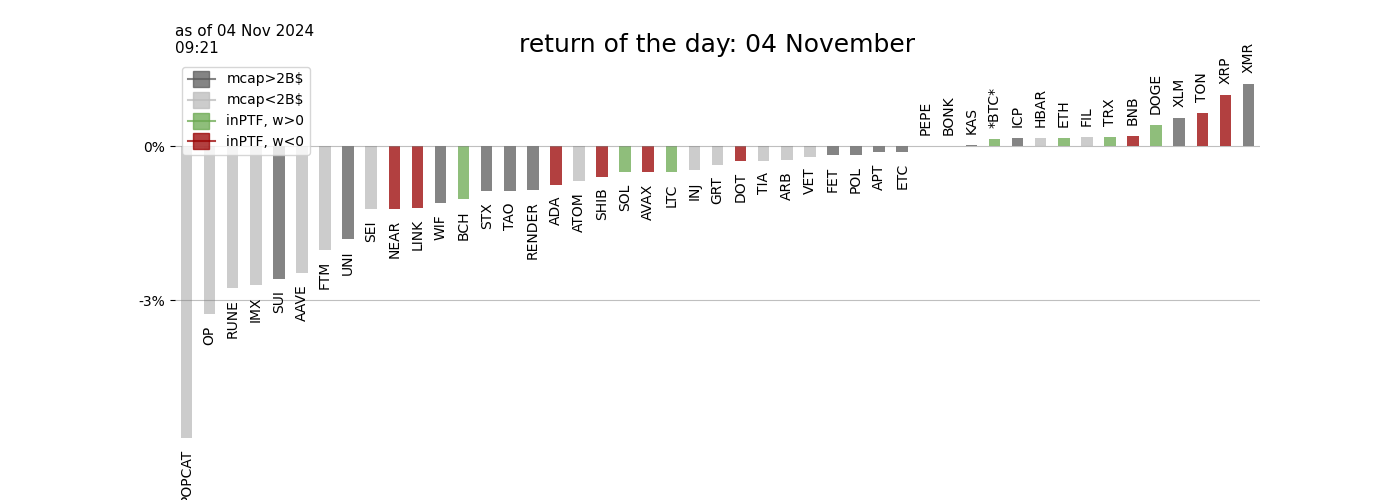 as of 04 Nov 2024
09:21
return of the day: 04 November
mcap>2B$
mcap<2B$
inPTF, w>0
inPTF, w<0
0%
-3%
POPCAT
OP
RUNE
IMX
SUI
AAVE
FTM
UNI
SEI
NEAR
LINK
WIF
BCH
STX
TAO
RENDER
ADA
ATOM
SHIB
SOL
AVAX
LTC
INJ
GRT
DOT
TIA
ARB
VET
FET
POL
APT
ETC
PEPE
BONK
KAS
*BTC*
ICP
HBAR
ETH
FIL
TRX
BNB
DOGE
XLM
TON
XRP
XMR